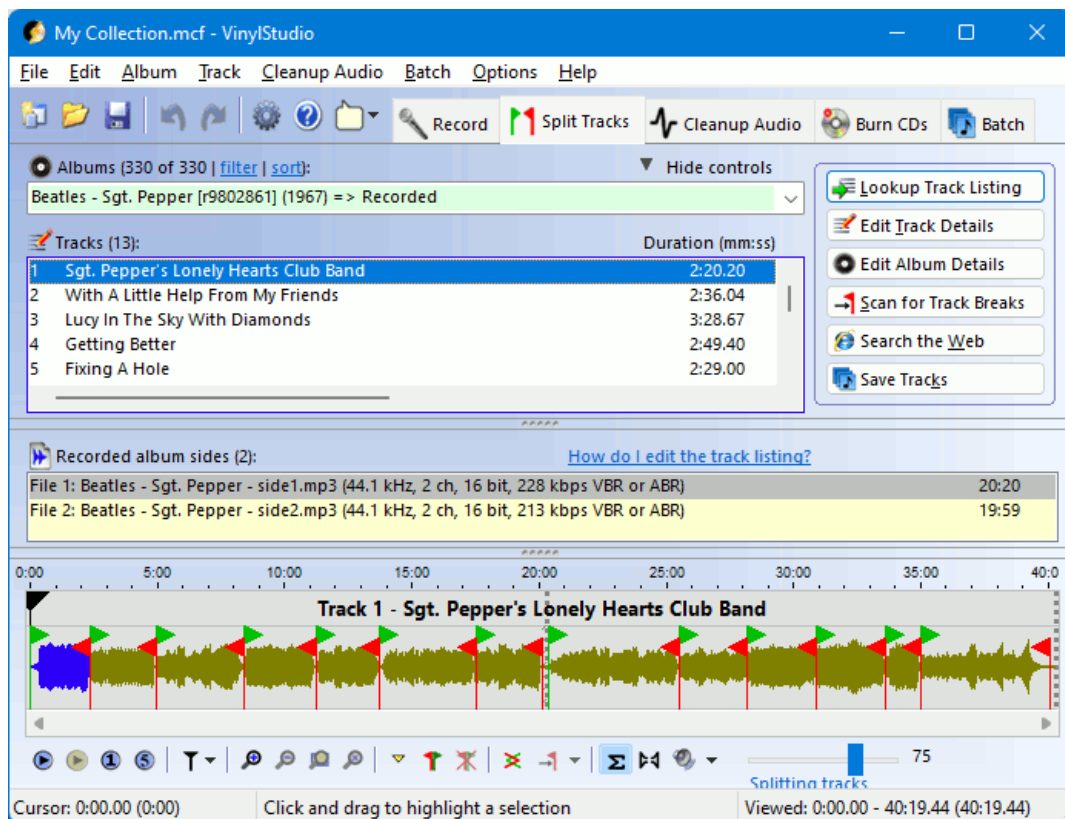 My Collection.mcf - VinylStudio
File Edit Album Track Cleanup Audio Batch Options Help
Record Split Tracks Cleanup Audio Burn CDs Batch
Albums (330 of 330 | filter | sort): Hide controls
Beatles - Sgt. Pepper [r9802861] (1967) => Recorded
Tracks (13): Duration (mm:ss)
1 Sgt. Pepper's Lonely Hearts Club Band 2:20.20
2 With A Little Help From My Friends 2:36.04
3 Lucy In The Sky With Diamonds 3:28.67
4 Getting Better 2:49.40
5 Fixing A Hole 2:29.00
Lookup Track Listing
Edit Track Details
Edit Album Details
Scan for Track Breaks
Search the Web
Save Tracks
Recorded album sides (2): How do I edit the track listing?
File 1: Beatles - Sgt. Pepper - side1.mp3 (44.1 kHz, 2 ch, 16 bit, 228 kbps VBR or ABR) 20:20
File 2: Beatles - Sgt. Pepper - side2.mp3 (44.1 kHz, 2 ch, 16 bit, 213 kbps VBR or ABR) 19:59
0:00 5:00 10:00 15:00 20:00 25:00 30:00 35:00 40:0
Track 1 - Sgt. Pepper's Lonely Hearts Club Band
1 5 Σ 75
Splitting tracks
Cursor: 0:00.00 (0:00) Click and drag to highlight a selection Viewed: 0:00.00 - 40:19.44 (40:19.44)